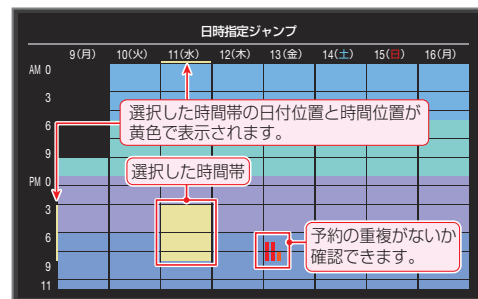 日時指定ジャンプ
9(月) 10(火) 11(水) 12(木) 13(金) 14(土) 15(日) 16(月)
AM 0
3
選択した時間帯の日付位置と時間位置が
黄色で表示されます。
6
9
選択した時間帯
PM 0
3
予約の重複がないか
確認できます。
6
9
11